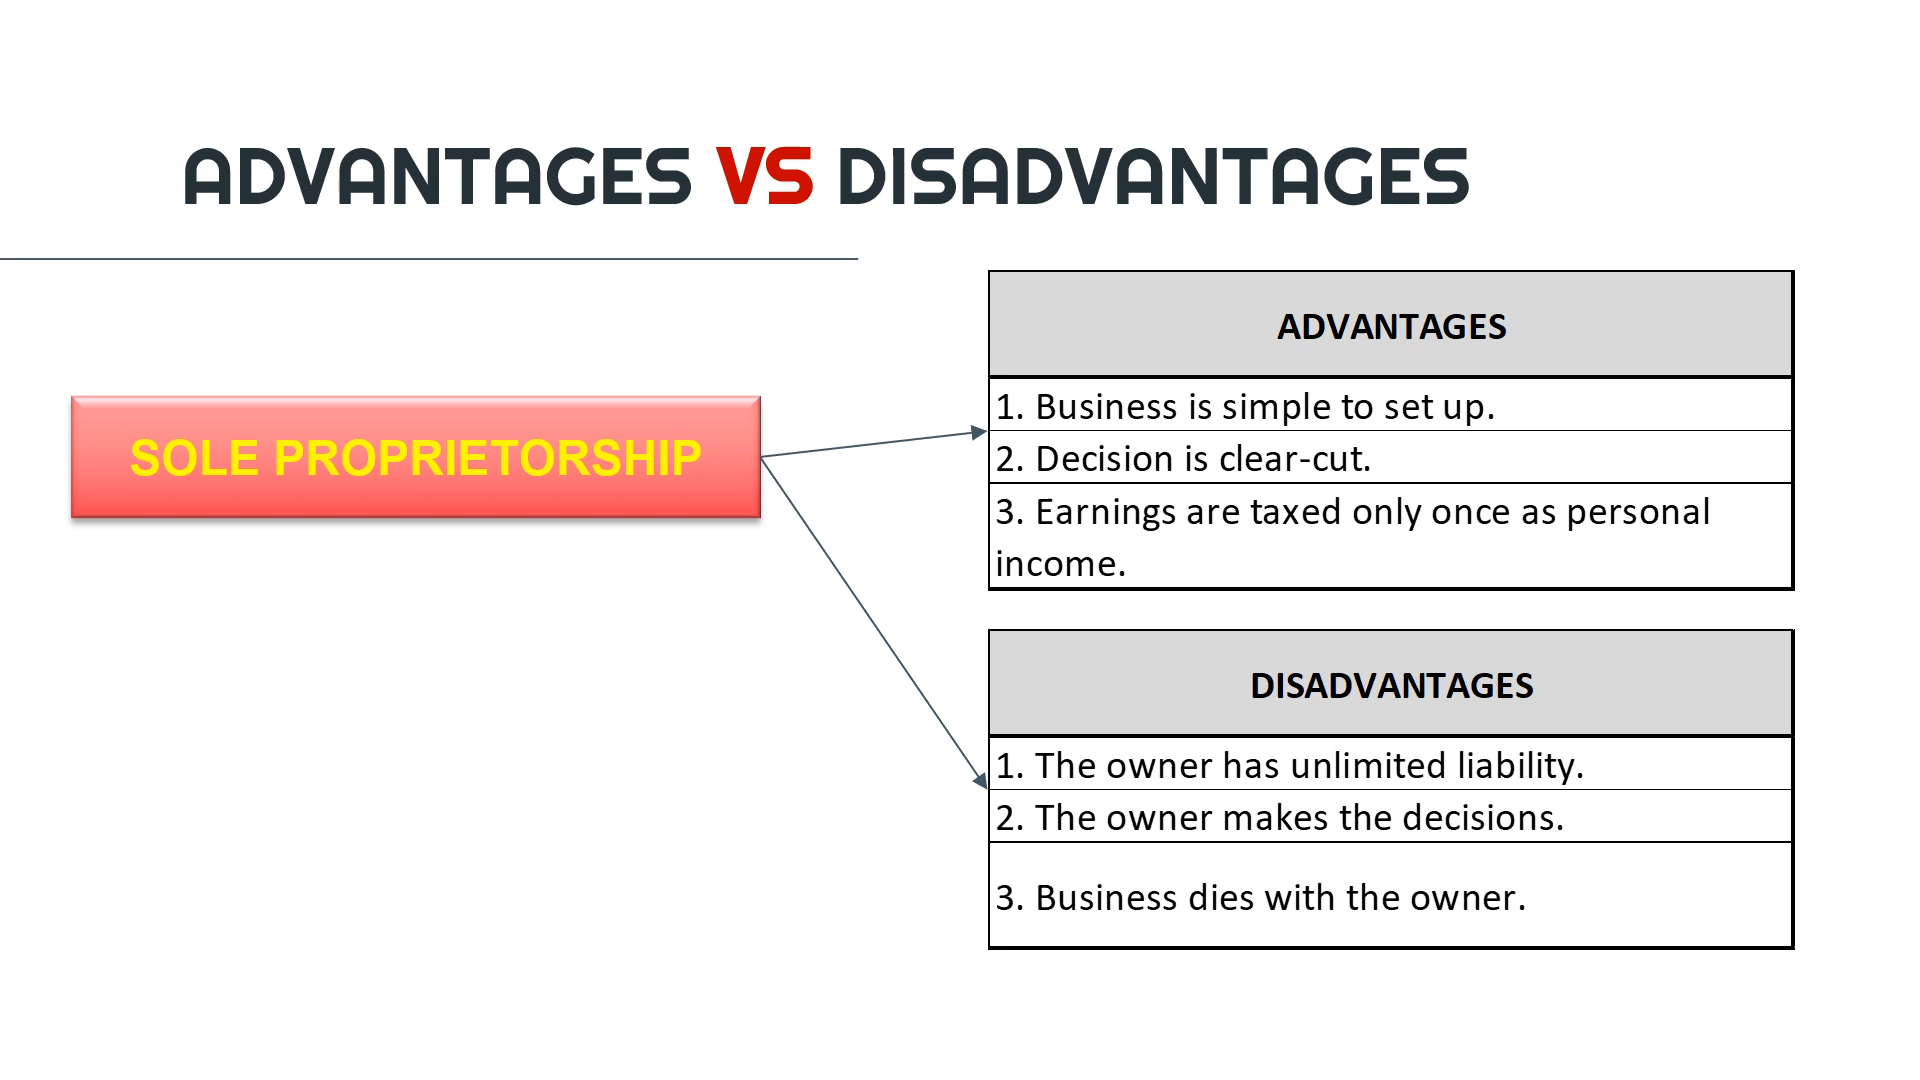 ADVANTAGES VS DISADVANTAGES
SOLE PROPRIETORSHIP
ADVANTAGES
1. Business is simple to set up.
2. Decision is clear-cut.
3. Earnings are taxed only once as personal
income.
DISADVANTAGES
1. The owner has unlimited liability.
2. The owner makes the decisions.
3. Business dies with the owner.